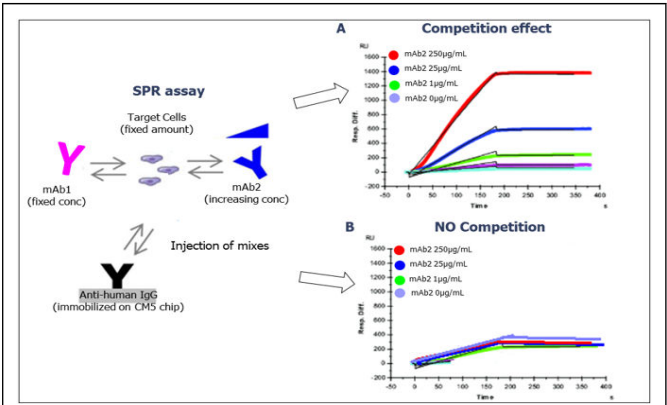 A Competition effect
SPR assay
Target Cells
(fixed amount)
mAb1
(fixed conc)
mAb2
(increasing conc)
Injection of mixes
Anti-human IgG
(immobilized on CM5 chip)
RU
1600
1400
1200
1000
800
600
400
200
0
-200
Resp. Diff.
mAb2 250µg/mL
mAb2 25µg/mL
mAb2 1µg/mL
mAb2 0µg/mL
-50 0 50 100 150 200 250 300 350 400
Time s
B NO Competition
RU
1600
1400
1200
1000
800
600
400
200
0
-200
Resp. Diff.
mAb2 250µg/mL
mAb2 25µg/mL
mAb2 1µg/mL
mAb2 0µg/mL
-50 0 50 100 150 200 250 300 350 400
Time s